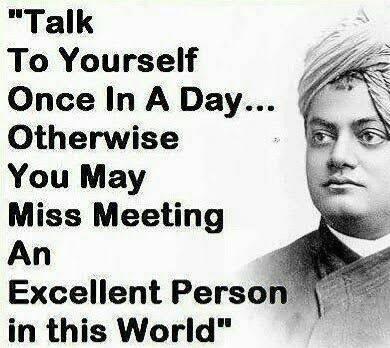 "Talk
To Yourself
Once In A Day...
Otherwise
You May
Miss Meeting
An
Excellent Person
in this World"